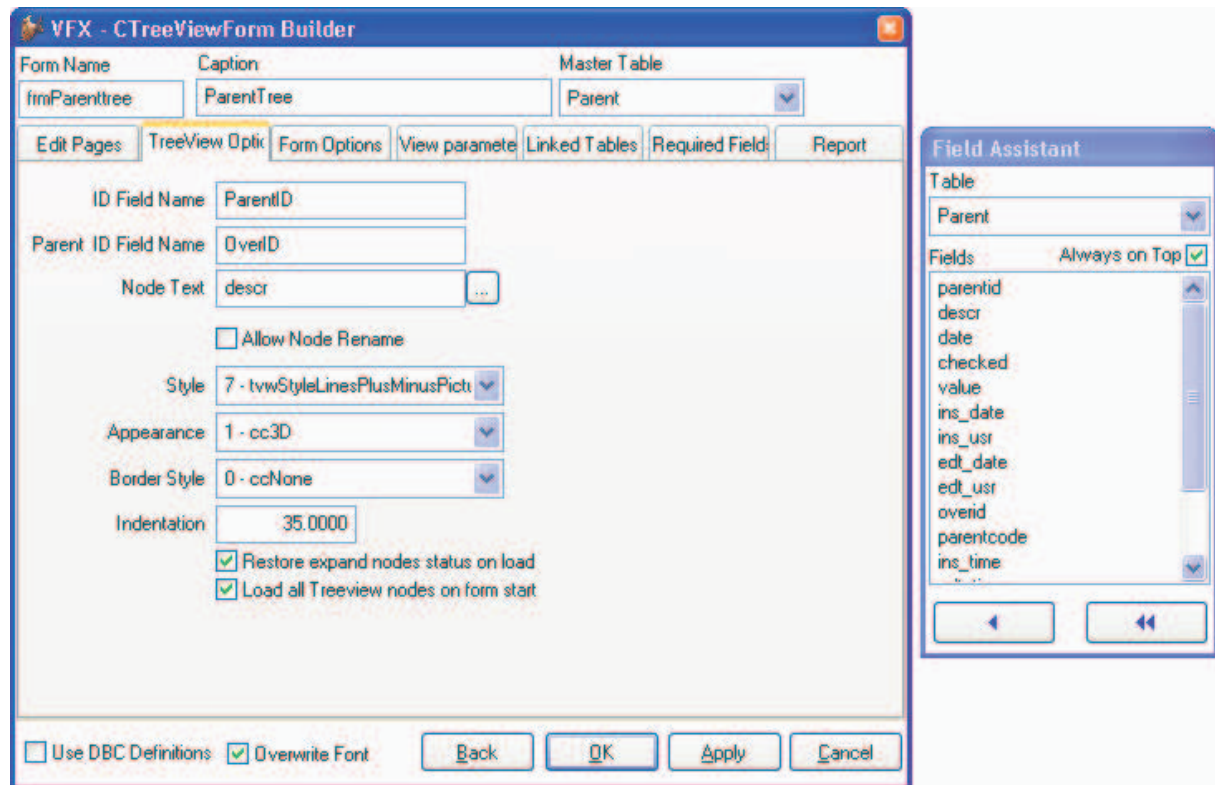 VFX - CTreeViewForm Builder
Form Name Caption Master Table
frmParenttree ParentTree Parent
Edit Pages TreeView Optic Form Options View paramete Linked Tables Required Field Report
ID Field Name ParentID
Parent ID Field Name OverID
Node Text descr ...
Allow Node Rename
Style 7 - tvwStyleLinesPlusMinusPictu
Appearance 1 - cc3D
Border Style 0 - ccNone
Indentation 35.0000
Restore expand nodes status on load
Load all Treeview nodes on form start
Use DBC Definitions Overwrite Font Back OK Apply Cancel
Field Assistant
Table
Parent
Fields Always on Top
parentid
descr
date
checked
value
ins_date
ins_usr
edt_date
edt_usr
overid
parentcode
ins_time